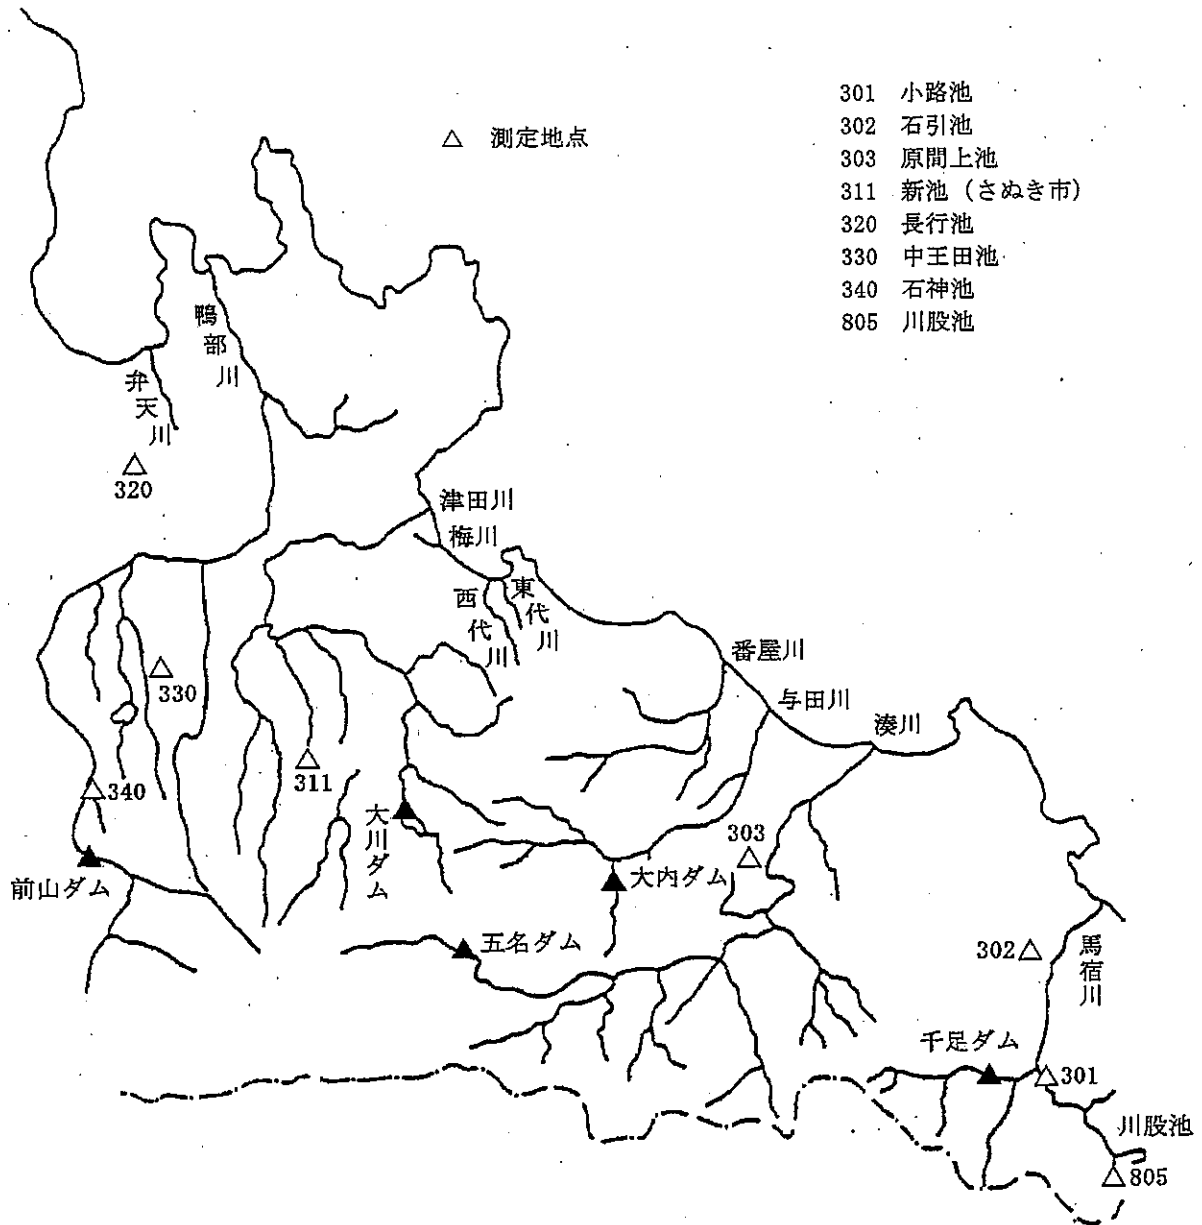 301 小路池
302 石引池
303 原間上池
311 新池（さぬき市）
320 長行池
330 中王田池
340 石神池
805 川股池
△ 測定地点
鴨部川
弁天川
320
津田川
梅川
西代川
東代川
番屋川
与田川
湊川
330
311
340
大川ダム
303
前山ダム
大内ダム
五名ダム
302
馬宿川
千足ダム
301
川股池
805